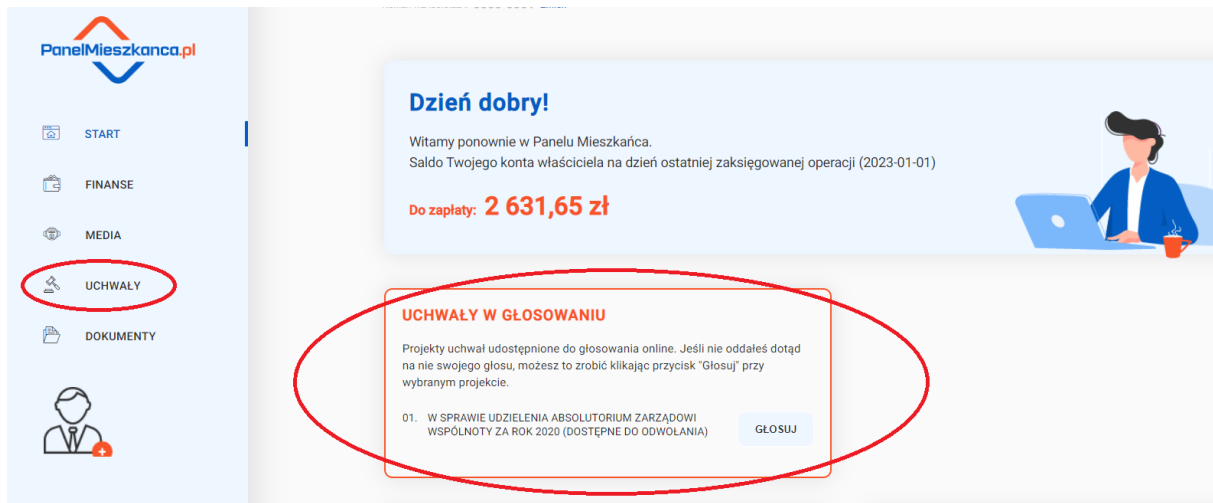 PanelMieszkanca.pl
START
FINANSE
MEDIA
UCHWAŁY
DOKUMENTY
Dzień dobry!
Witamy ponownie w Panelu Mieszkańca.
Saldo Twojego konta właściciela na dzień ostatniej zaksięgowanej operacji (2023-01-01)
Do zapłaty: 2 631,65 zł
UCHWAŁY W GŁOSOWANIU
Projekty uchwał udostępnione do głosowania online. Jeśli nie oddałeś dotąd
na nie swojego głosu, możesz to zrobić klikając przycisk "Głosuj" przy
wybranym projekcie.
01. W SPRAWIE UDZIELENIA ABSOLUTORIUM ZARZĄDOWI
WSPÓLNOTY ZA ROK 2020 (DOSTĘPNE DO ODWOŁANIA)
GŁOSUJ